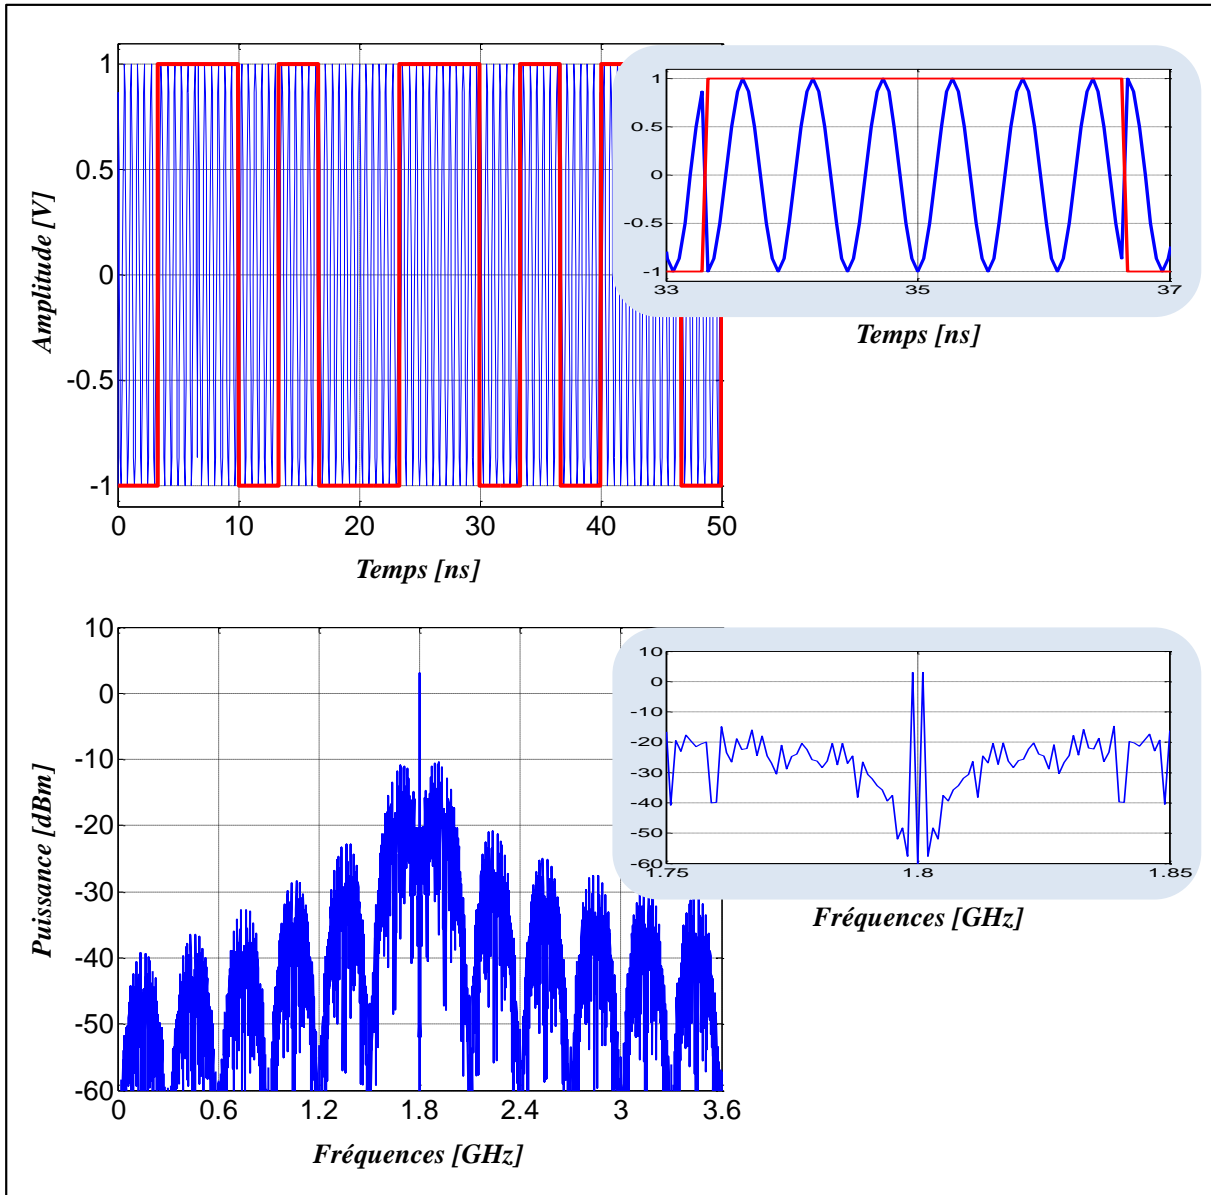 1
0.5
0
-0.5
-1
Amplitude [V]
0 10 20 30 40 50
Temps [ns]
1
0.5
0
-0.5
-1
33 35 37
Temps [ns]
10
0
-10
-20
-30
-40
-50
-60
Puissance [dBm]
0 0.6 1.2 1.8 2.4 3 3.6
Fréquences [GHz]
10
0
-10
-20
-30
-40
-50
-60
1.75 1.8 1.85
Fréquences [GHz]